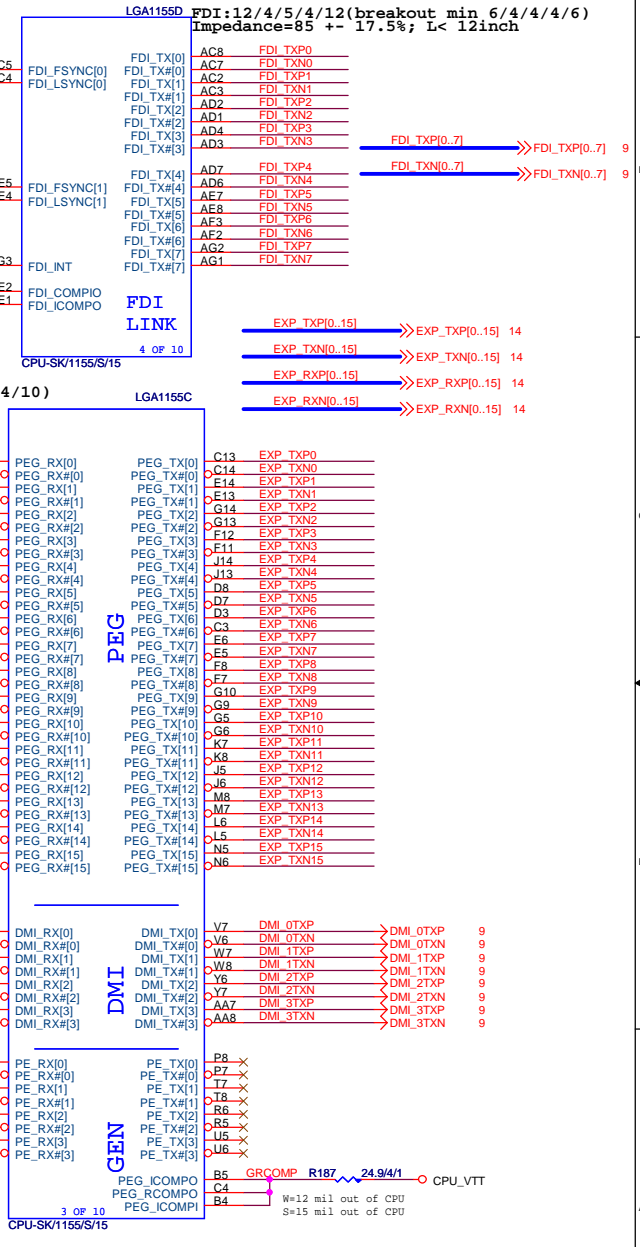 LGA1155D FDI:12/4/5/4/12(breakout min 6/4/4/4/6)
Impedance=85 +- 17.5%; L< 12inch
FDI_TX[0] AC8 FDI_TXP0
C5 FDI_FSYNC[0] FDI_TX#[0] AC7 FDI_TXN0
C4 FDI_LSYNC[0] FDI_TX[1] AC2 FDI_TXP1
FDI_TX#[1] AC3 FDI_TXN1
FDI_TX[2] AD2 FDI_TXP2
FDI_TX#[2] AD1 FDI_TXN2
FDI_TX[3] AD4 FDI_TXP3
FDI_TX#[3] AD3 FDI_TXN3
FDI_TXP[0..7] FDI_TXP[0..7] 9
FDI_TXN[0..7] FDI_TXN[0..7] 9
FDI_TX[4] AD7 FDI_TXP4
E5 FDI_FSYNC[1] FDI_TX#[4] AD6 FDI_TXN4
E4 FDI_LSYNC[1] FDI_TX[5] AE7 FDI_TXP5
FDI_TX#[5] AE8 FDI_TXN5
FDI_TX[6] AF3 FDI_TXP6
FDI_TX#[6] AF2 FDI_TXN6
FDI_TX[7] AG2 FDI_TXP7
G3 FDI_INT FDI_TX#[7] AG1 FDI_TXN7
E2 FDI_COMPIO
E1 FDI_ICOMPO
FDI
LINK
4 OF 10
CPU-SK/1155/S/15
EXP_TXP[0..15] EXP_TXP[0..15] 14
EXP_TXN[0..15] EXP_TXN[0..15] 14
EXP_RXP[0..15] EXP_RXP[0..15] 14
EXP_RXN[0..15] EXP_RXN[0..15] 14
4/10)
LGA1155C
PEG_RX[0] PEG_TX[0] C13 EXP_TXP0
PEG_RX#[0] PEG_TX#[0] C14 EXP_TXN0
PEG_RX[1] PEG_TX[1] E14 EXP_TXP1
PEG_RX#[1] PEG_TX#[1] E13 EXP_TXN1
PEG_RX[2] PEG_TX[2] G14 EXP_TXP2
PEG_RX#[2] PEG_TX#[2] G13 EXP_TXN2
PEG_RX[3] PEG_TX[3] F12 EXP_TXP3
PEG_RX#[3] PEG_TX#[3] F11 EXP_TXN3
PEG_RX[4] PEG_TX[4] J14 EXP_TXP4
PEG_RX#[4] PEG_TX#[4] J13 EXP_TXN4
PEG_RX[5] PEG_TX[5] D8 EXP_TXP5
PEG_RX#[5] PEG_TX#[5] D7 EXP_TXN5
PEG_RX[6] PEG_TX[6] D3 EXP_TXP6
PEG_RX#[6] PEG_TX#[6] C3 EXP_TXN6
PEG_RX[7] PEG_TX[7] E6 EXP_TXP7
PEG_RX#[7] PEG_TX#[7] E5 EXP_TXN7
PEG_RX[8] PEG_TX[8] F8 EXP_TXP8
PEG_RX#[8] PEG_TX#[8] F7 EXP_TXN8
PEG_RX[9] PEG_TX[9] G10 EXP_TXP9
PEG_RX#[9] PEG_TX#[9] G9 EXP_TXN9
PEG_RX[10] PEG_TX[10] G5 EXP_TXP10
PEG_RX#[10] PEG_TX#[10] G6 EXP_TXN10
PEG_RX[11] PEG_TX[11] K7 EXP_TXP11
PEG_RX#[11] PEG_TX#[11] K8 EXP_TXN11
PEG_RX[12] PEG_TX[12] J5 EXP_TXP12
PEG_RX#[12] PEG_TX#[12] J6 EXP_TXN12
PEG_RX[13] PEG_TX[13] M8 EXP_TXP13
PEG_RX#[13] PEG_TX#[13] M7 EXP_TXN13
PEG_RX[14] PEG_TX[14] L6 EXP_TXP14
PEG_RX#[14] PEG_TX#[14] L5 EXP_TXN14
PEG_RX[15] PEG_TX[15] N5 EXP_TXP15
PEG_RX#[15] PEG_TX#[15] N6 EXP_TXN15
PEG
DMI_RX[0] DMI_TX[0] V7 DMI_0TXP DMI_0TXP 9
DMI_RX#[0] DMI_TX#[0] V6 DMI_0TXN DMI_0TXN 9
DMI_RX[1] DMI_TX[1] W7 DMI_1TXP DMI_1TXP 9
DMI_RX#[1] DMI_TX#[1] W8 DMI_1TXN DMI_1TXN 9
DMI_RX[2] DMI_TX[2] Y6 DMI_2TXP DMI_2TXP 9
DMI_RX#[2] DMI_TX#[2] Y7 DMI_2TXN DMI_2TXN 9
DMI_RX[3] DMI_TX[3] AA7 DMI_3TXP DMI_3TXP 9
DMI_RX#[3] DMI_TX#[3] AA8 DMI_3TXN DMI_3TXN 9
DMI
PE_RX[0] PE_TX[0] P8
PE_RX#[0] PE_TX#[0] P7
PE_RX[1] PE_TX[1] T7
PE_RX#[1] PE_TX#[1] T8
PE_RX[2] PE_TX[2] R6
PE_RX#[2] PE_TX#[2] R5
PE_RX[3] PE_TX[3] U5
PE_RX#[3] PE_TX#[3] U6
GEN
PEG_ICOMPO B5 GRCOMP R187 24.9/4/1 CPU_VTT
PEG_RCOMPO C4
PEG_ICOMPI B4
W=12 mil out of CPU
S=15 mil out of CPU
3 OF 10
CPU-SK/1155/S/15